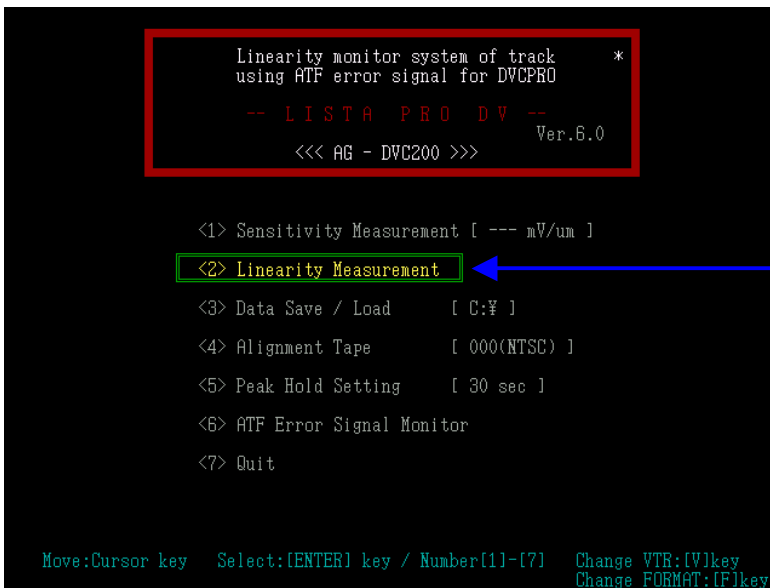 Linearity monitor system of track *
using ATF error signal for DVCPRO
-- LISTA PRO DV --
Ver.6.0
<<< AG - DVC200 >>>
<1> Sensitivity Measurement [ --- mV/um ]
<2> Linearity Measurement
<3> Data Save / Load [ C:¥ ]
<4> Alignment Tape [ 000(NTSC) ]
<5> Peak Hold Setting [ 30 sec ]
<6> ATF Error Signal Monitor
<7> Quit
Move:Cursor key Select:[ENTER] key / Number[1]-[7] Change VTR:[V]key
Change FORMAT:[F]key